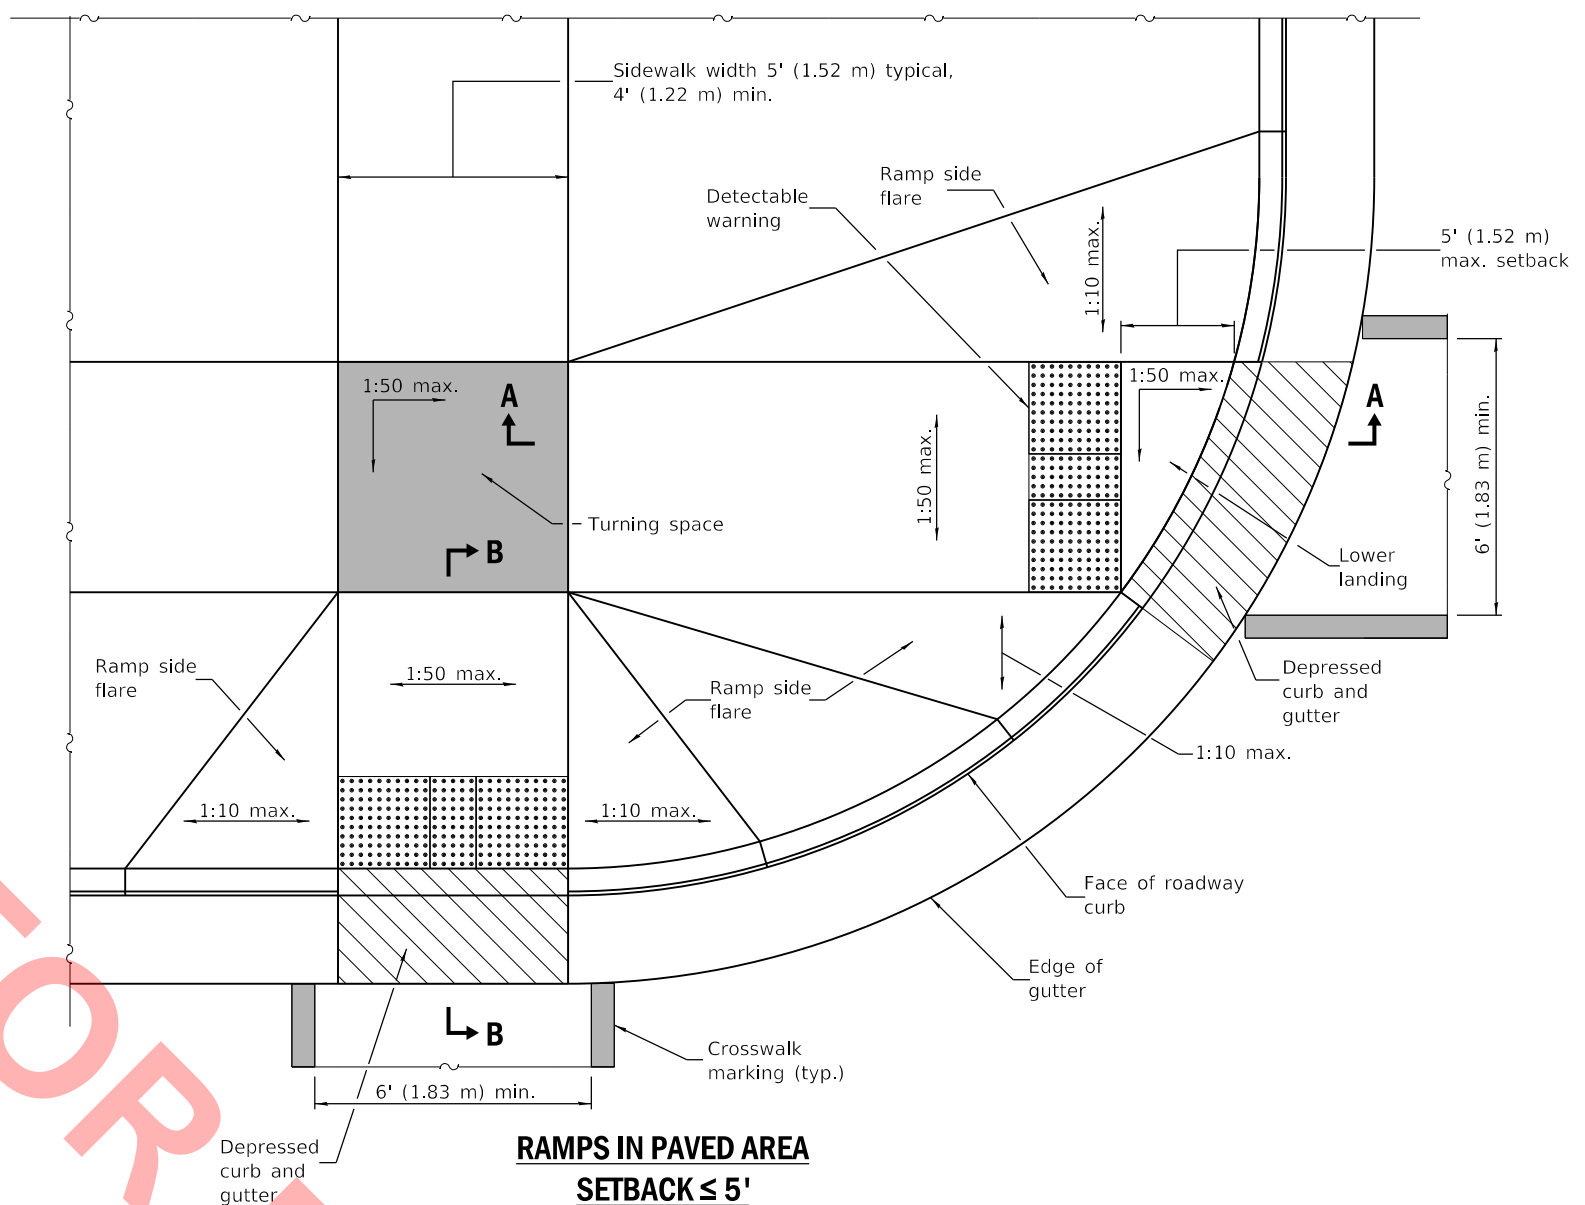 Sidewalk width 5' (1.52 m) typical,
4' (1.22 m) min.
Ramp side
flare
Detectable
warning
1:10 max.
5' (1.52 m)
max. setback
1:50 max.
A
1:50 max.
A
1:50 max.
6' (1.83 m) min.
Turning space
B
Lower
landing
Ramp side
flare
1:50 max.
Ramp side
flare
Depressed
curb and
gutter
1:10 max.
1:10 max.
1:10 max.
Face of roadway
curb
Edge of
gutter
B
Crosswalk
marking (typ.)
6' (1.83 m) min.
Depressed
curb and
gutter
RAMPS IN PAVED AREA
SETBACK ≤ 5'
FOR